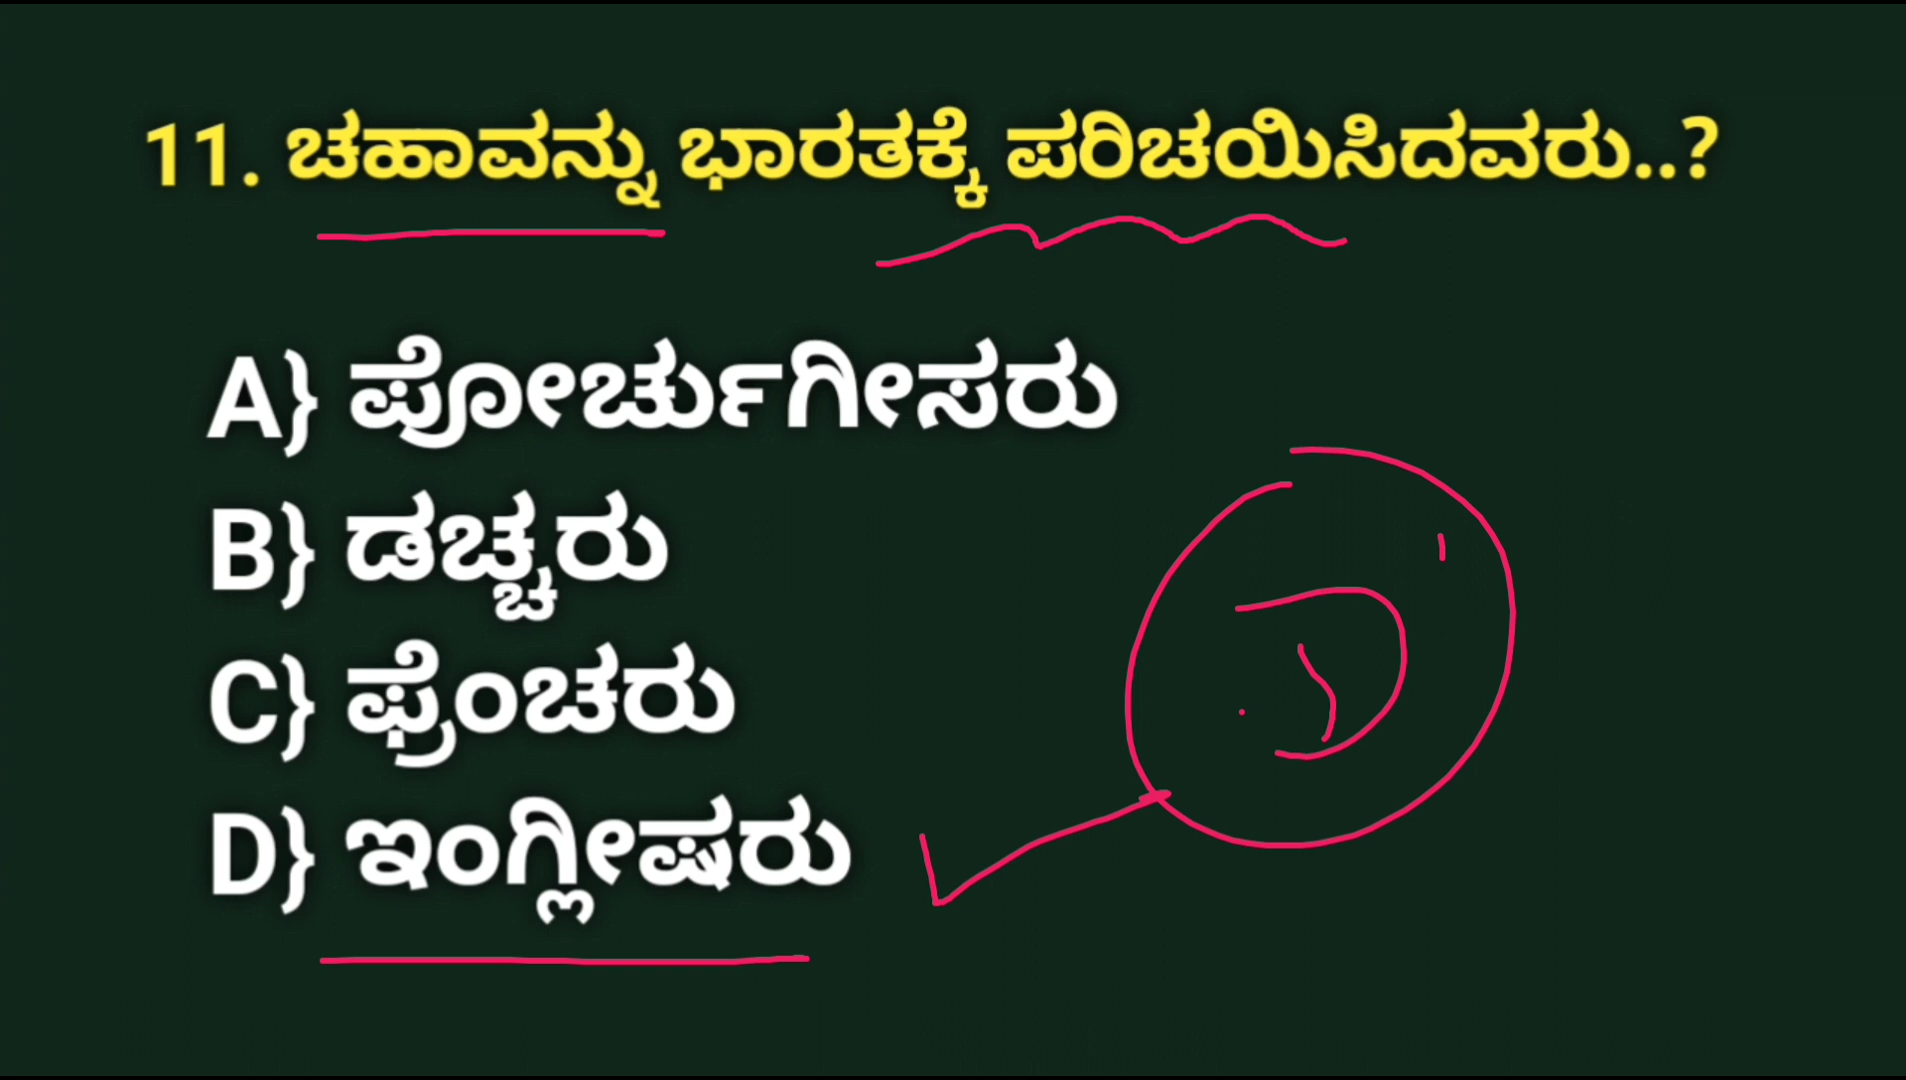 11. ಚಹಾವನ್ನು ಭಾರತಕ್ಕೆ ಪರಿಚಯಿಸಿದವರು..?
A} ಪೋರ್ಚುಗೀಸರು
B} ಡಚ್ಚರು
C} ಫ್ರೆಂಚರು
D} ಇಂಗ್ಲೀಷರು